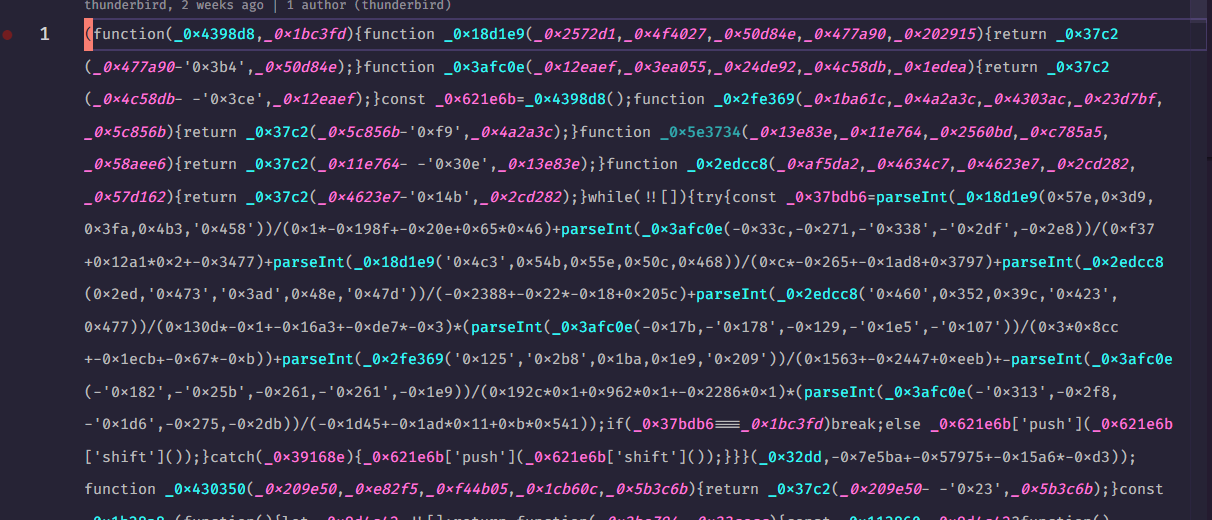 thunderbird, 2 weeks ago | 1 author (thunderbird)
1 (function(_0×4398d8,_0×1bc3fd){function _0×18d1e9(_0×2572d1,_0×4f4027,_0×50d84e,_0×477a90,_0×202915){return _0×37c2
(_0×477a90-'0×3b4',_0×50d84e);}function _0×3afc0e(_0×12eaef,_0×3ea055,_0×24de92,_0×4c58db,_0×1edea){return _0×37c2
(_0×4c58db- -'0×3ce',_0×12eaef);}const _0×621e6b=_0×4398d8();function _0×2fe369(_0×1ba61c,_0×4a2a3c,_0×4303ac,_0×23d7bf,
_0×5c856b){return _0×37c2(_0×5c856b-'0×f9',_0×4a2a3c);}function _0×5e3734(_0×13e83e,_0×11e764,_0×2560bd,_0×c785a5,
_0×58aee6){return _0×37c2(_0×11e764- -'0×30e',_0×13e83e);}function _0×2edcc8(_0×af5da2,_0×4634c7,_0×4623e7,_0×2cd282,
_0×57d162){return _0×37c2(_0×4623e7-'0×14b',_0×2cd282);}while(!![]){try{const _0×37bdb6=parseInt(_0×18d1e9(0×57e,0×3d9,
0×3fa,0×4b3,'0×458'))/(0×1*-0×198f+-0×20e+0×65*0×46)+parseInt(_0×3afc0e(-0×33c,-0×271,-'0×338',-'0×2df',-0×2e8))/(0×f37
+0×12a1*0×2+-0×3477)+parseInt(_0×18d1e9('0×4c3',0×54b,0×55e,0×50c,0×468))/(0×c*-0×265+-0×1ad8+0×3797)+parseInt(_0×2edcc8
(0×2ed,'0×473','0×3ad',0×48e,'0×47d'))/(-0×2388+-0×22*-0×18+0×205c)+parseInt(_0×2edcc8('0×460',0×352,0×39c,'0×423',
0×477))/(0×130d*-0×1+-0×16a3+-0×de7*-0×3)*(parseInt(_0×3afc0e(-0×17b,-'0×178',-0×129,-'0×1e5',-'0×107'))/(0×3*0×8cc
+-0×1ecb+-0×67*-0×b))+parseInt(_0×2fe369('0×125','0×2b8',0×1ba,0×1e9,'0×209'))/(0×1563+-0×2447+0×eeb)+-parseInt(_0×3afc0e
(-'0×182',-'0×25b',-0×261,-'0×261',-0×1e9))/(0×192c*0×1+0×962*0×1+-0×2286*0×1)*(parseInt(_0×3afc0e(-'0×313',-0×2f8,
-'0×1d6',-0×275,-0×2db))/(-0×1d45+-0×1ad*0×11+0×b*0×541));if(_0×37bdb6===_0×1bc3fd)break;else _0×621e6b['push'](_0×621e6b
['shift']());}catch(_0×39168e){_0×621e6b['push'](_0×621e6b['shift']());}}}(_0×32dd,-0×7e5ba+-0×57975+-0×15a6*-0×d3));
function _0×430350(_0×209e50,_0×e82f5,_0×f44b05,_0×1cb60c,_0×5b3c6b){return _0×37c2(_0×209e50- -'0×23',_0×5b3c6b);}const